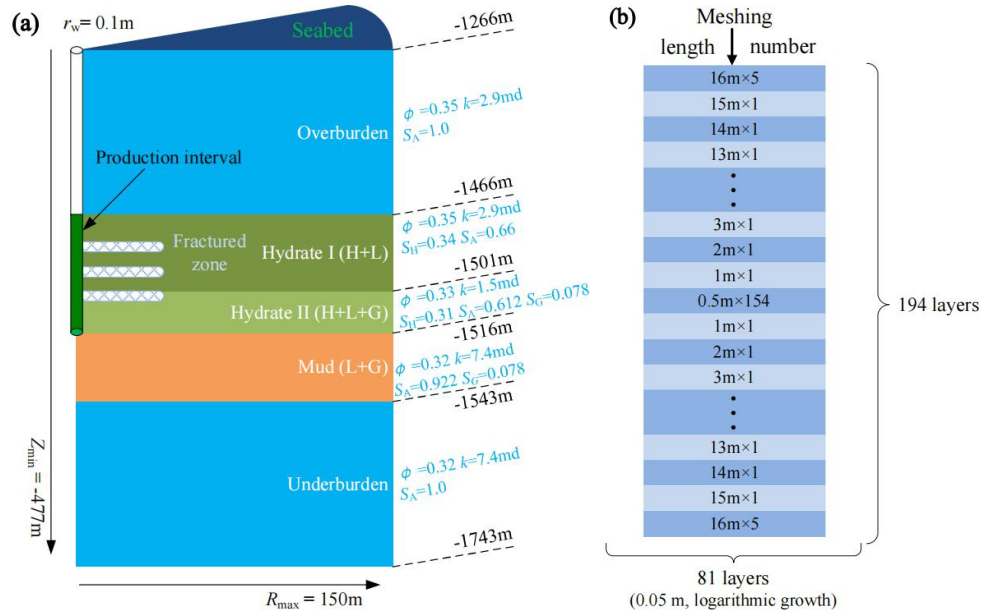 (a)
r_w= 0.1m
Seabed
-1266m
Overburden
ϕ =0.35 k=2.9md
S_A=1.0
Production interval
-1466m
Fractured
zone
Hydrate I (H+L)
ϕ =0.35 k=2.9md
S_H=0.34 S_A=0.66
-1501m
Hydrate II (H+L+G)
ϕ =0.33 k=1.5md
S_H=0.31 S_A=0.612 S_G=0.078
-1516m
Mud (L+G)
ϕ =0.32 k=7.4md
S_A=0.922 S_G=0.078
-1543m
Underburden
ϕ =0.32 k=7.4md
S_A=1.0
-1743m
Z_min = -477m
R_max = 150m
(b)
Meshing
length number
16m×5
15m×1
14m×1
13m×1
3m×1
2m×1
1m×1
0.5m×154
1m×1
2m×1
3m×1
13m×1
14m×1
15m×1
16m×5
194 layers
81 layers
(0.05 m, logarithmic growth)